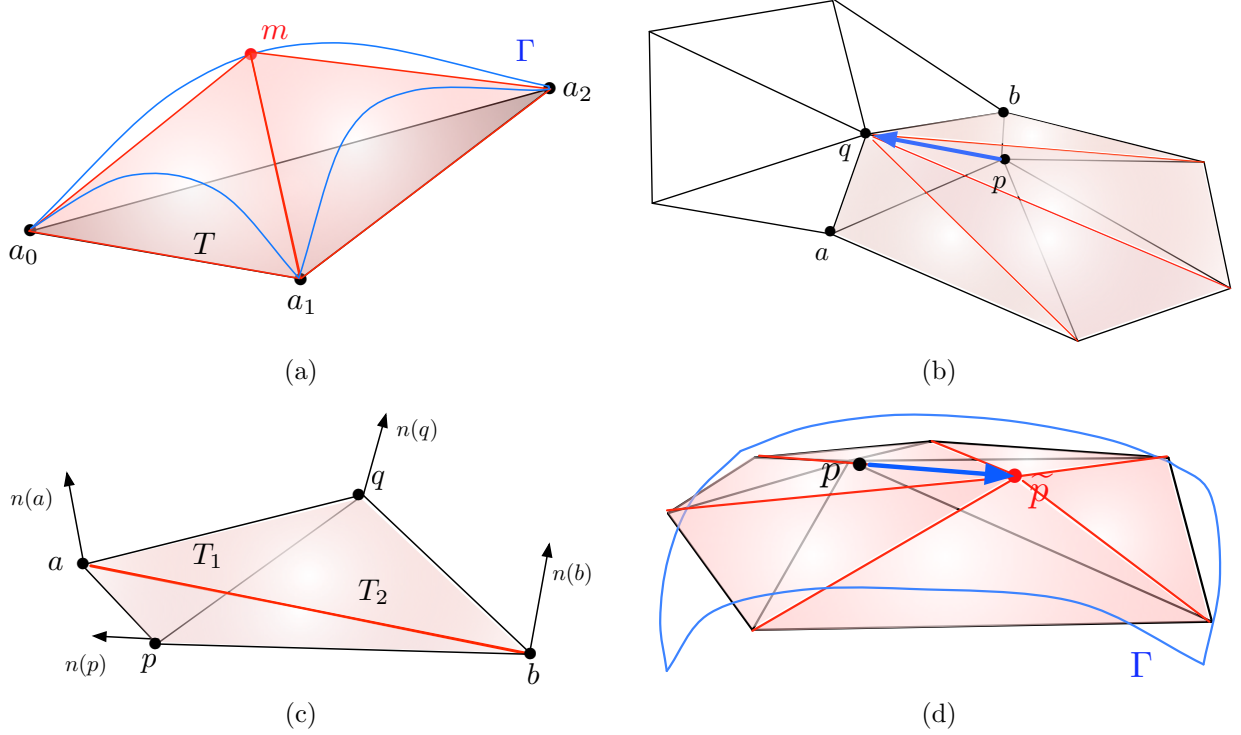 m
Γ
a₂
a₀
T
a₁
(a)
b
q
p
a
(b)
n(q)
q
n(a)
a
T₁
T₂
n(b)
n(p)
p
b
(c)
p
p̃
Γ
(d)